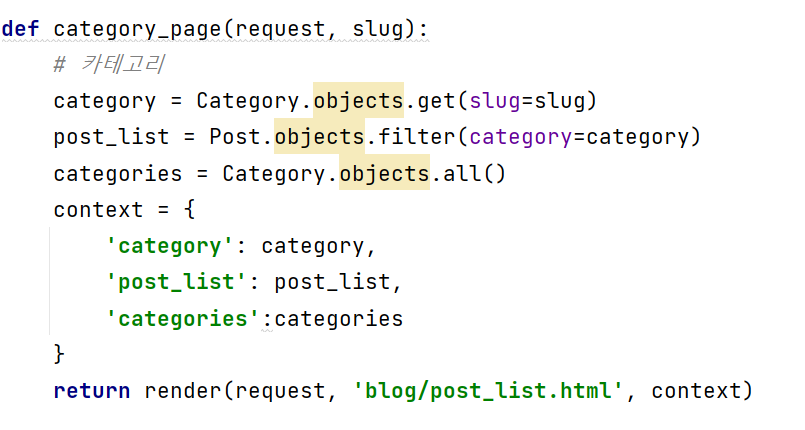 def category_page(request, slug):
    # 카테고리
    category = Category.objects.get(slug=slug)
    post_list = Post.objects.filter(category=category)
    categories = Category.objects.all()
    context = {
        'category': category,
        'post_list': post_list,
        'categories':categories
    }
    return render(request, 'blog/post_list.html', context)